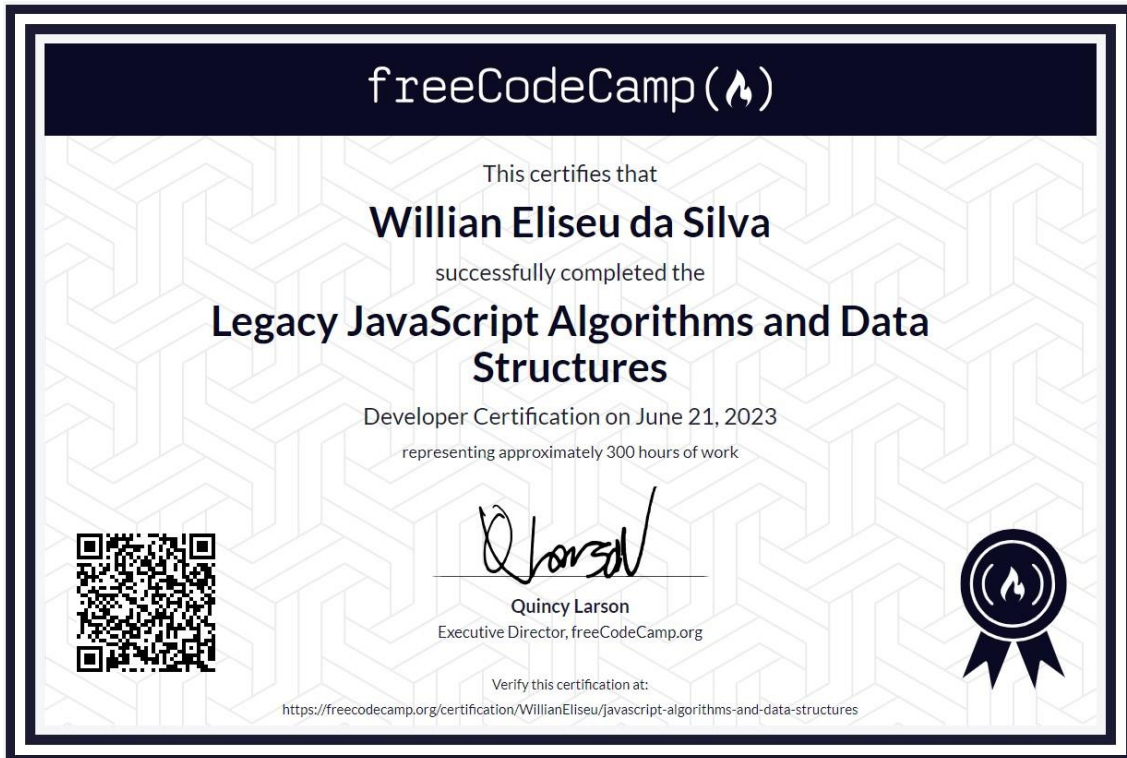 freeCodeCamp
This certifies that
Willian Eliseu da Silva
successfully completed the
Legacy JavaScript Algorithms and Data
Structures
Developer Certification on June 21, 2023
representing approximately 300 hours of work
Quincy Larson
Executive Director, freeCodeCamp.org
Verify this certification at:
https://freecodecamp.org/certification/WillianEliseu/javascript-algorithms-and-data-structures